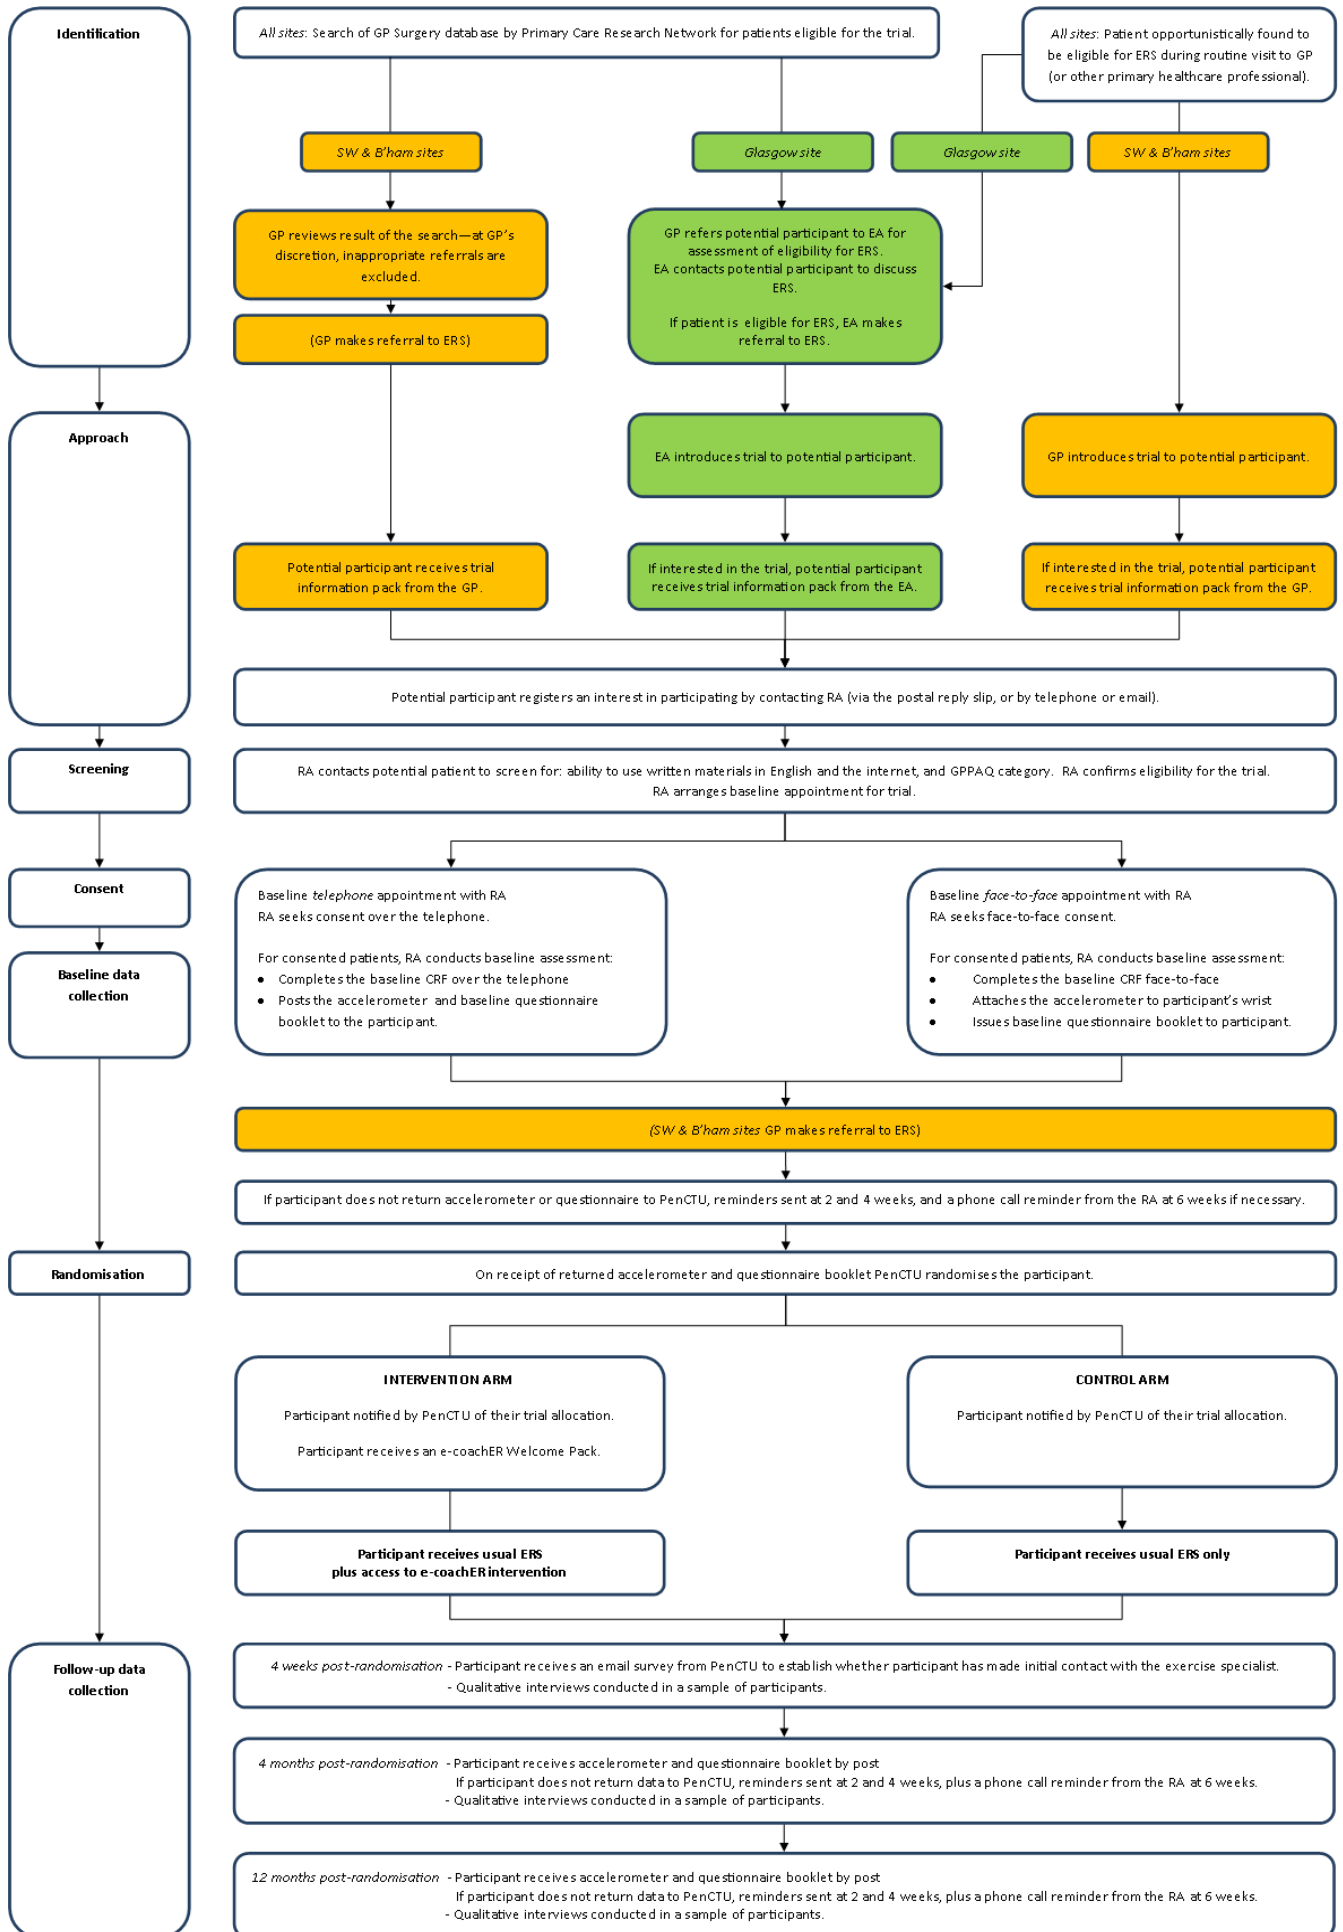 Identification
All sites: Search of GP Surgery database by Primary Care Research Network for patients eligible for the trial.
All sites: Patient opportunistically found
to be eligible for ERS during routine visit to GP
(or other primary healthcare professional).
SW & B'ham sites
Glasgow site
Glasgow site
SW & B'ham sites
GP reviews result of the search—at GP's
discretion, inappropriate referrals are
excluded.
(GP makes referral to ERS)
GP refers potential participant to EA for
assessment of eligibility for ERS.
EA contacts potential participant to discuss
ERS.
If patient is eligible for ERS, EA makes
referral to ERS.
Approach
EA introduces trial to potential participant.
GP introduces trial to potential participant.
Potential participant receives trial
information pack from the GP.
If interested in the trial, potential participant
receives trial information pack from the EA.
If interested in the trial, potential participant
receives trial information pack from the GP.
Potential participant registers an interest in participating by contacting RA (via the postal reply slip, or by telephone or email).
Screening
RA contacts potential patient to screen for: ability to use written materials in English and the internet, and GPPAQ category. RA confirms eligibility for the trial.
RA arranges baseline appointment for trial.
Consent
Baseline data
collection
Baseline telephone appointment with RA
RA seeks consent over the telephone.
For consented patients, RA conducts baseline assessment:
• Completes the baseline CRF over the telephone
• Posts the accelerometer and baseline questionnaire
booklet to the participant.
Baseline face-to-face appointment with RA
RA seeks face-to-face consent.
For consented patients, RA conducts baseline assessment:
• Completes the baseline CRF face-to-face
• Attaches the accelerometer to participant's wrist
• Issues baseline questionnaire booklet to participant.
(SW & B'ham sites GP makes referral to ERS)
If participant does not return accelerometer or questionnaire to PenCTU, reminders sent at 2 and 4 weeks, and a phone call reminder from the RA at 6 weeks if necessary.
Randomisation
On receipt of returned accelerometer and questionnaire booklet PenCTU randomises the participant.
INTERVENTION ARM
Participant notified by PenCTU of their trial allocation.
Participant receives an e-coachER Welcome Pack.
CONTROL ARM
Participant notified by PenCTU of their trial allocation.
Participant receives usual ERS
plus access to e-coachER intervention
Participant receives usual ERS only
Follow-up data
collection
4 weeks post-randomisation - Participant receives an email survey from PenCTU to establish whether participant has made initial contact with the exercise specialist.
- Qualitative interviews conducted in a sample of participants.
4 months post-randomisation - Participant receives accelerometer and questionnaire booklet by post
If participant does not return data to PenCTU, reminders sent at 2 and 4 weeks, plus a phone call reminder from the RA at 6 weeks.
- Qualitative interviews conducted in a sample of participants.
12 months post-randomisation - Participant receives accelerometer and questionnaire booklet by post
If participant does not return data to PenCTU, reminders sent at 2 and 4 weeks, plus a phone call reminder from the RA at 6 weeks.
- Qualitative interviews conducted in a sample of participants.